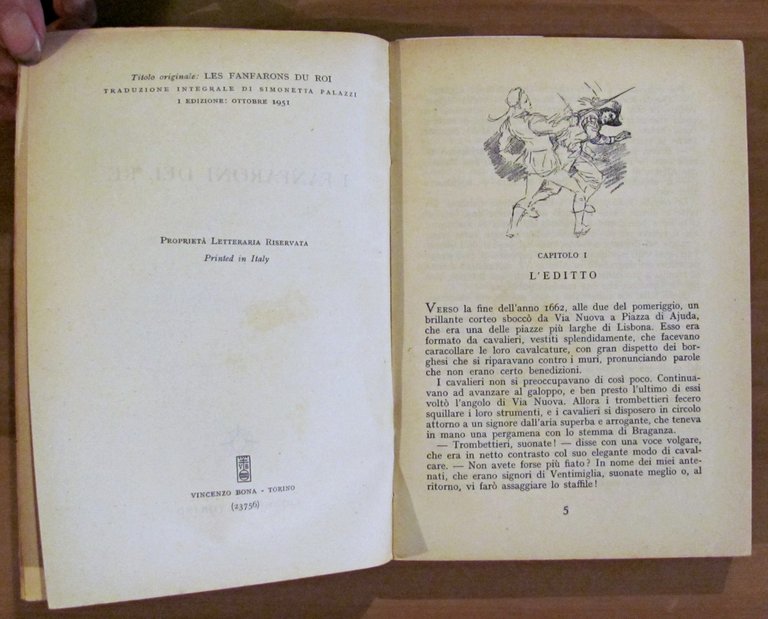 Titolo originale: LES FANFARONS DU ROI
TRADUZIONE INTEGRALE DI SIMONETTA PALAZZI
1 EDIZIONE: OTTOBRE 1951
PROPRIETÀ LETTERARIA RISERVATA
Printed in Italy
VINCENZO BONA - TORINO
(23756)
CAPITOLO I
L'EDITTO
VERSO la fine dell'anno 1662, alle due del pomeriggio, un
brillante corteo sboccò da Via Nuova a Piazza di Ajuda,
che era una delle piazze più larghe di Lisbona. Esso era
formato da cavalieri, vestiti splendidamente, che facevano
caracollare le loro cavalcature, con gran dispetto dei bor-
ghesi che si riparavano contro i muri, pronunciando parole
che non erano certo benedizioni.
I cavalieri non si preoccupavano di così poco. Continua-
vano ad avanzare al galoppo, e ben presto l'ultimo di essi
voltò l'angolo di Via Nuova. Allora i trombettieri fecero
squillare i loro strumenti, e i cavalieri si disposero in circolo
attorno a un signore dall'aria superba e arrogante, che teneva
in mano una pergamena con lo stemma di Braganza.
— Trombettieri, suonate! — disse con una voce volgare,
che era in netto contrasto col suo elegante modo di caval-
care. — Non avete forse più fiato? In nome dei miei ante-
nati, che erano signori di Ventimiglia, suonate meglio o, al
ritorno, vi farò assaggiare lo staffile!
5